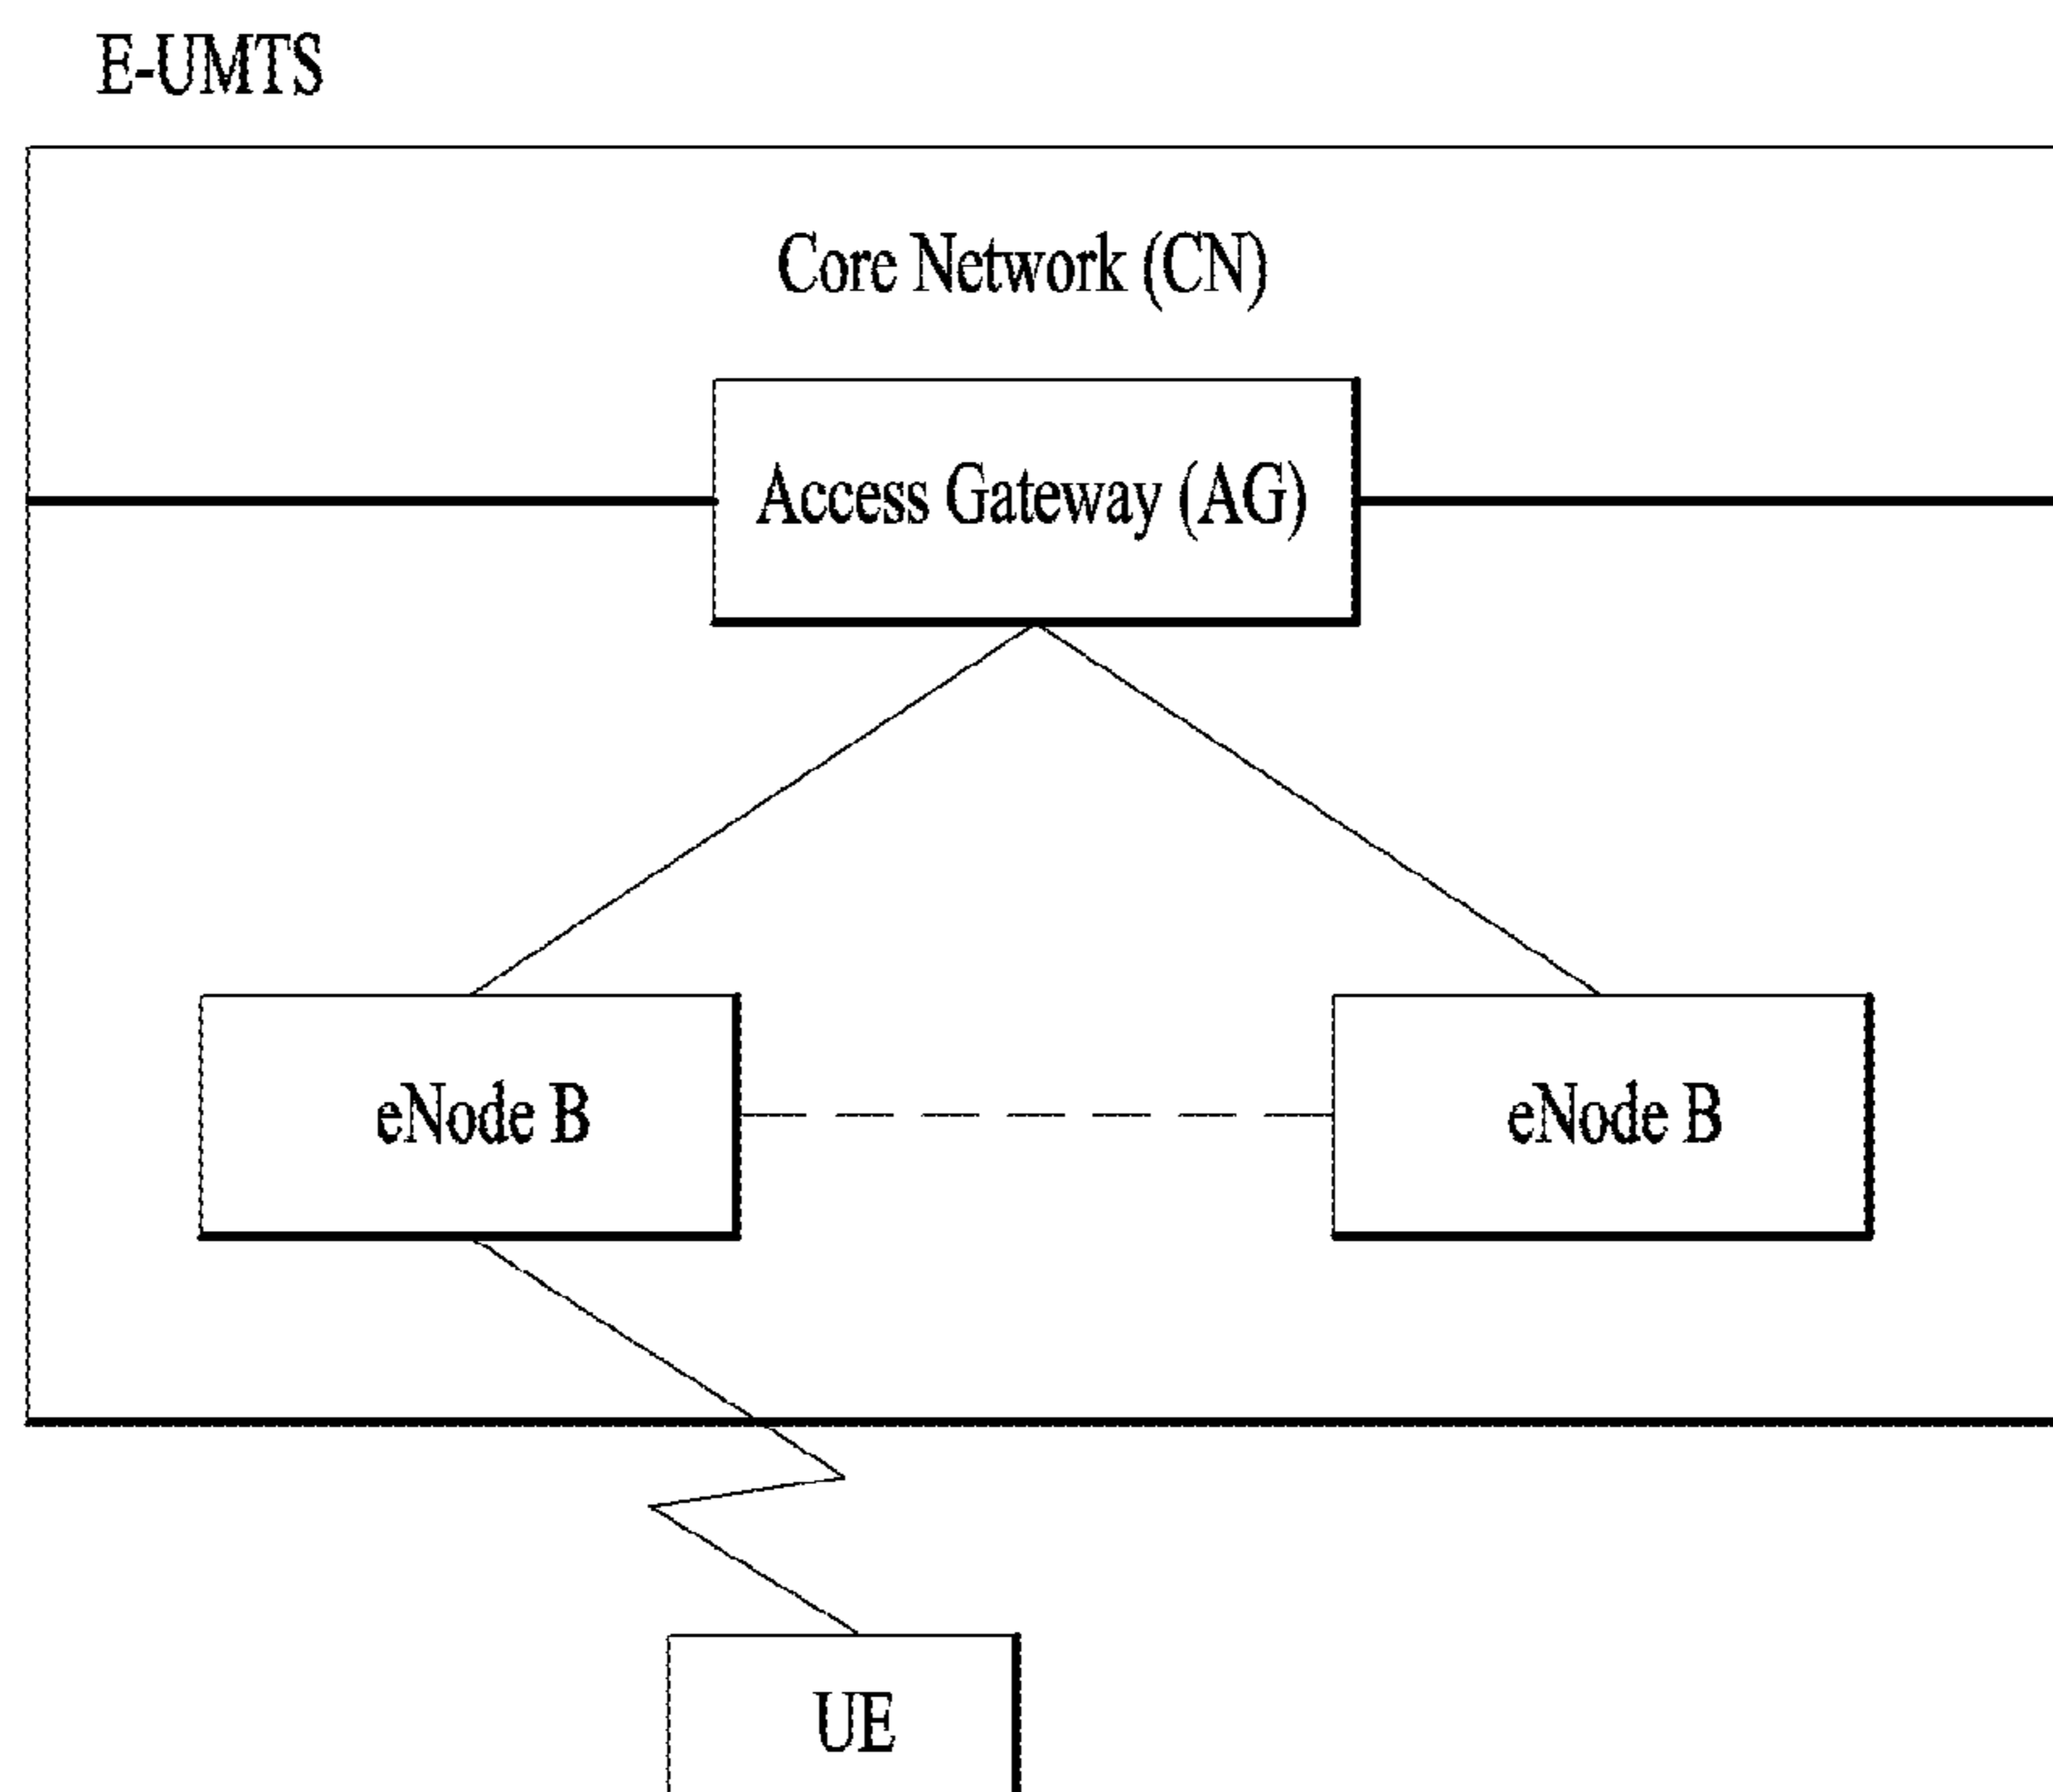 E-UMTS
Core Network (CN)
Access Gateway (AG)
eNode B
eNode B
UE